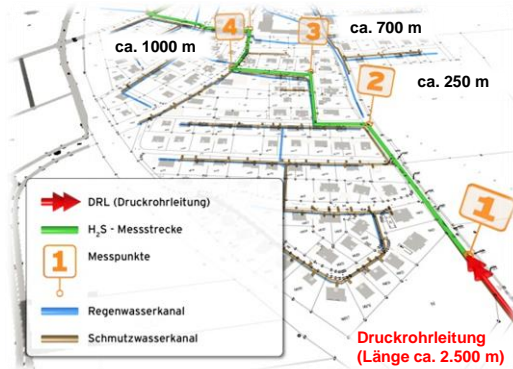 ca. 1000 m
4
3
ca. 700 m
2
ca. 250 m
1
DRL (Druckrohrleitung)
H₂S - Messstrecke
1
Messpunkte
Regenwasserkanal
Schmutzwasserkanal
Druckrohrleitung
(Länge ca. 2.500 m)